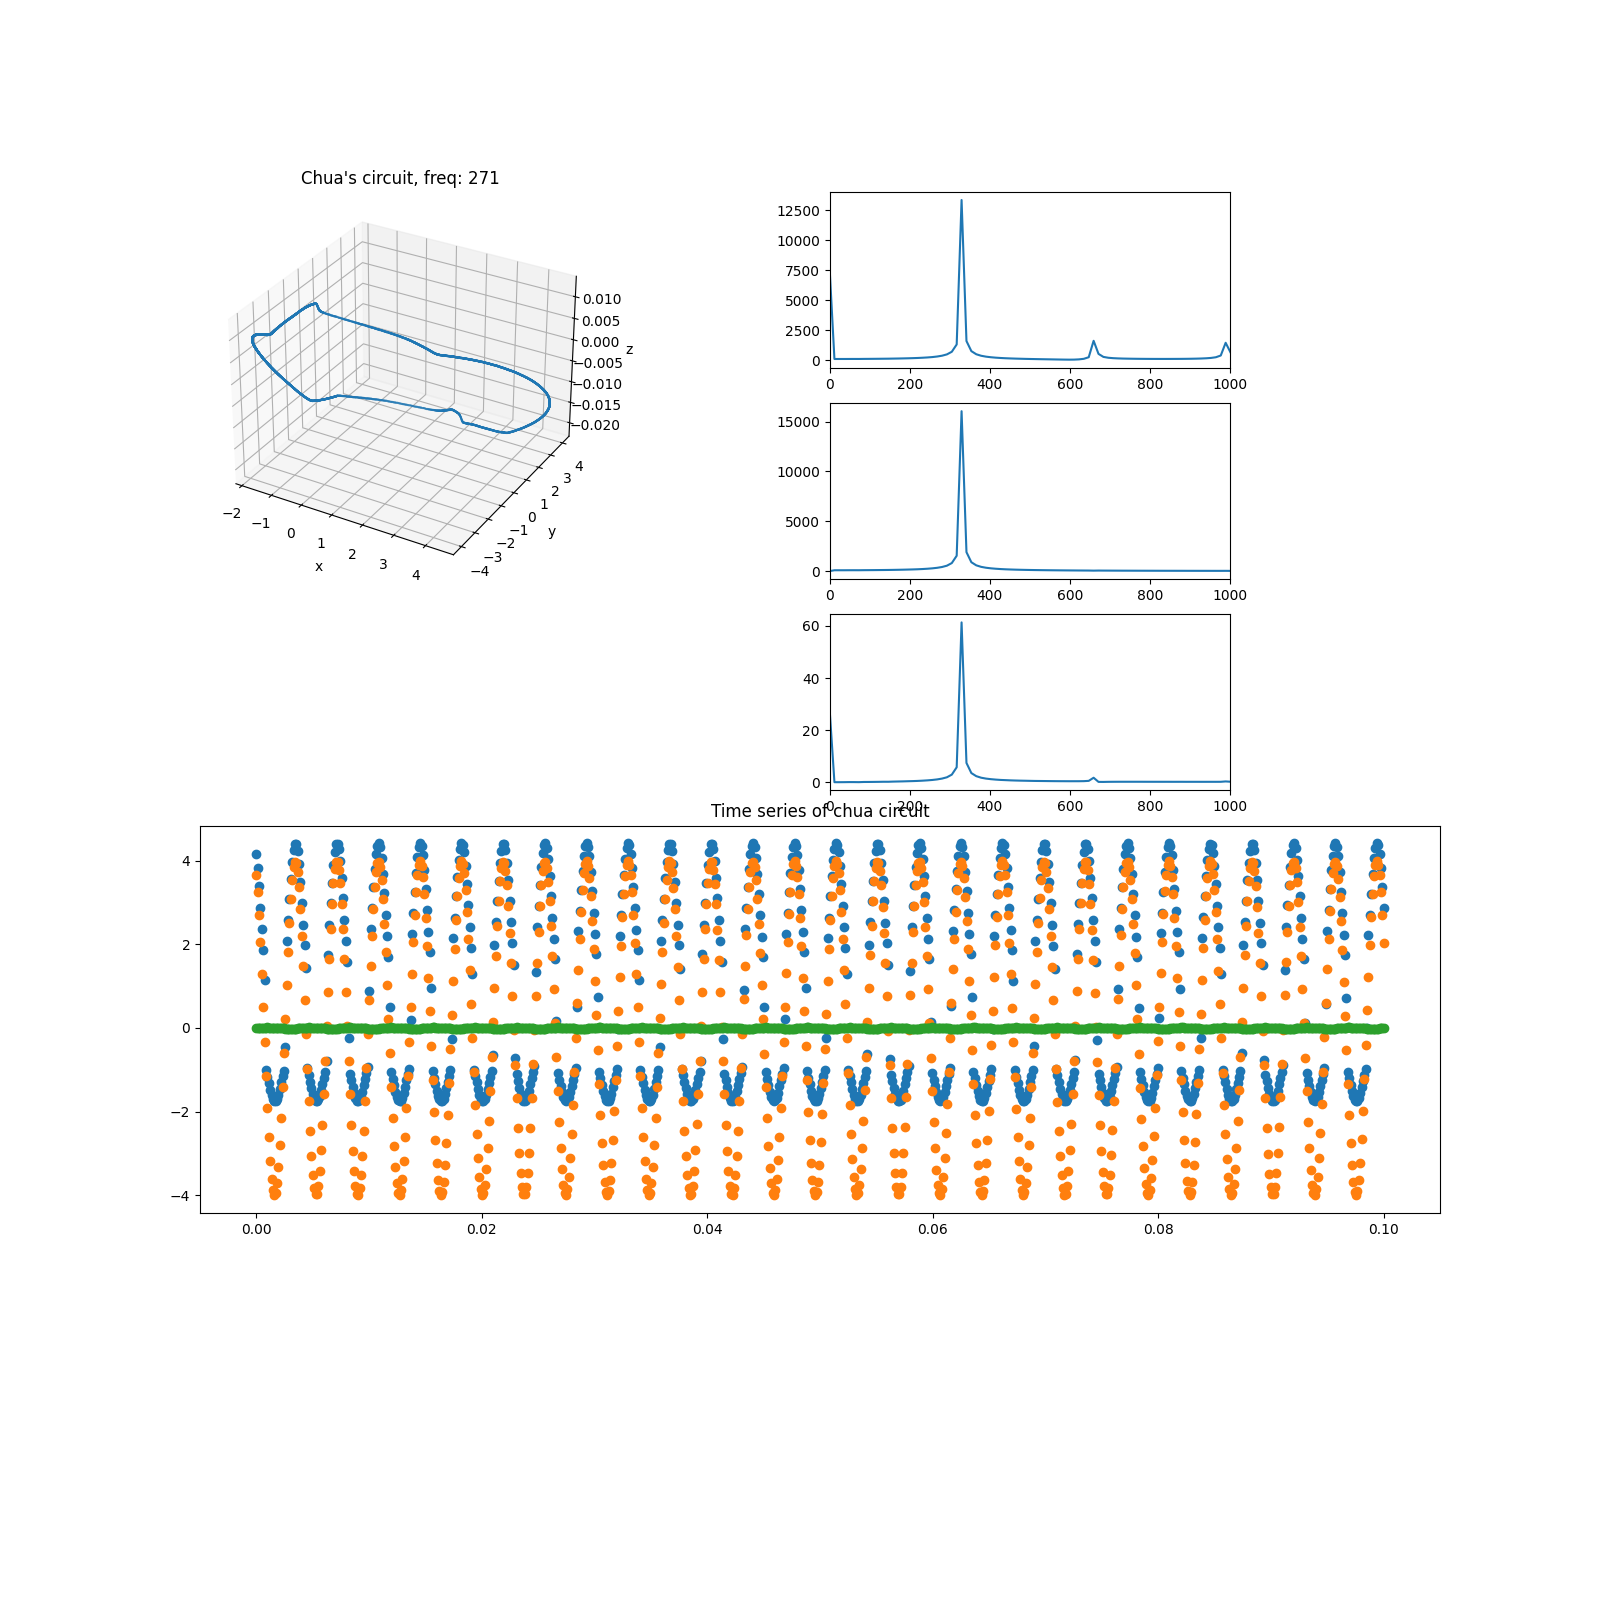 Chua's circuit, freq: 271
0.010
0.005
0.000
−0.005
−0.010
−0.015
−0.020
z
−2 −1 0 1 2 3 4
x
−4 −3 −2 −1 0 1 2 3 4
y
12500
10000
7500
5000
2500
0
0 200 400 600 800 1000
15000
10000
5000
0
0 200 400 600 800 1000
60
40
20
0
0 200 400 600 800 1000
Time series of chua circuit
4
2
0
−2
−4
0.00 0.02 0.04 0.06 0.08 0.10